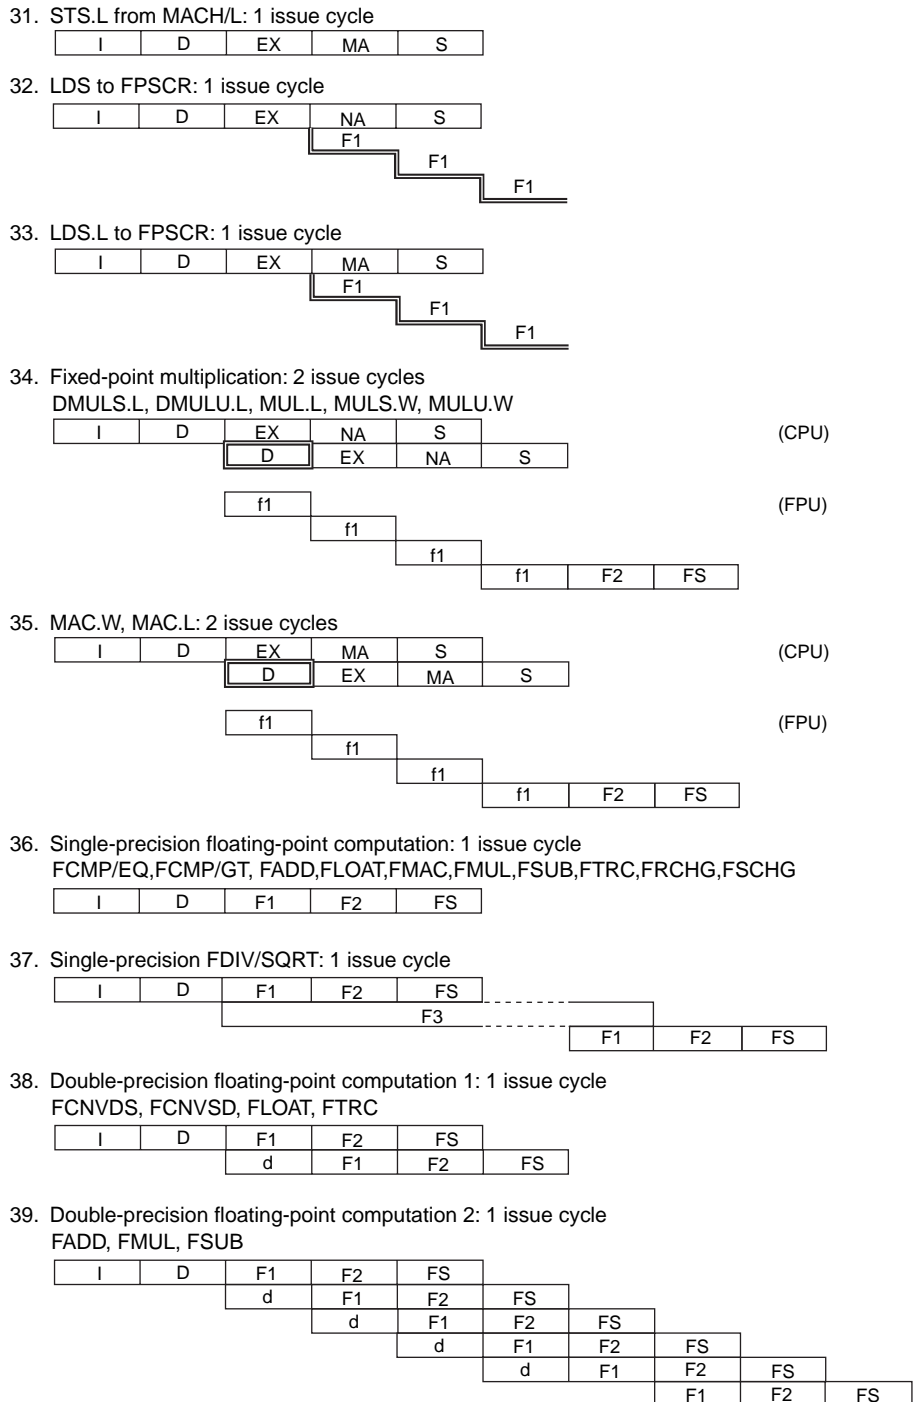 31. STS.L from MACH/L: 1 issue cycle
I D EX MA S
32. LDS to FPSCR: 1 issue cycle
I D EX NA S
F1
F1
F1
33. LDS.L to FPSCR: 1 issue cycle
I D EX MA S
F1
F1
F1
34. Fixed-point multiplication: 2 issue cycles
DMULS.L, DMULU.L, MUL.L, MULS.W, MULU.W
I D EX NA S (CPU)
D EX NA S
f1 (FPU)
f1
f1
f1 F2 FS
35. MAC.W, MAC.L: 2 issue cycles
I D EX MA S (CPU)
D EX MA S
f1 (FPU)
f1
f1
f1 F2 FS
36. Single-precision floating-point computation: 1 issue cycle
FCMP/EQ,FCMP/GT, FADD,FLOAT,FMAC,FMUL,FSUB,FTRC,FRCHG,FSCHG
I D F1 F2 FS
37. Single-precision FDIV/SQRT: 1 issue cycle
I D F1 F2 FS
F3
F1 F2 FS
38. Double-precision floating-point computation 1: 1 issue cycle
FCNVDS, FCNVSD, FLOAT, FTRC
I D F1 F2 FS
d F1 F2 FS
39. Double-precision floating-point computation 2: 1 issue cycle
FADD, FMUL, FSUB
I D F1 F2 FS
d F1 F2 FS
d F1 F2 FS
d F1 F2 FS
d F1 F2 FS
F1 F2 FS